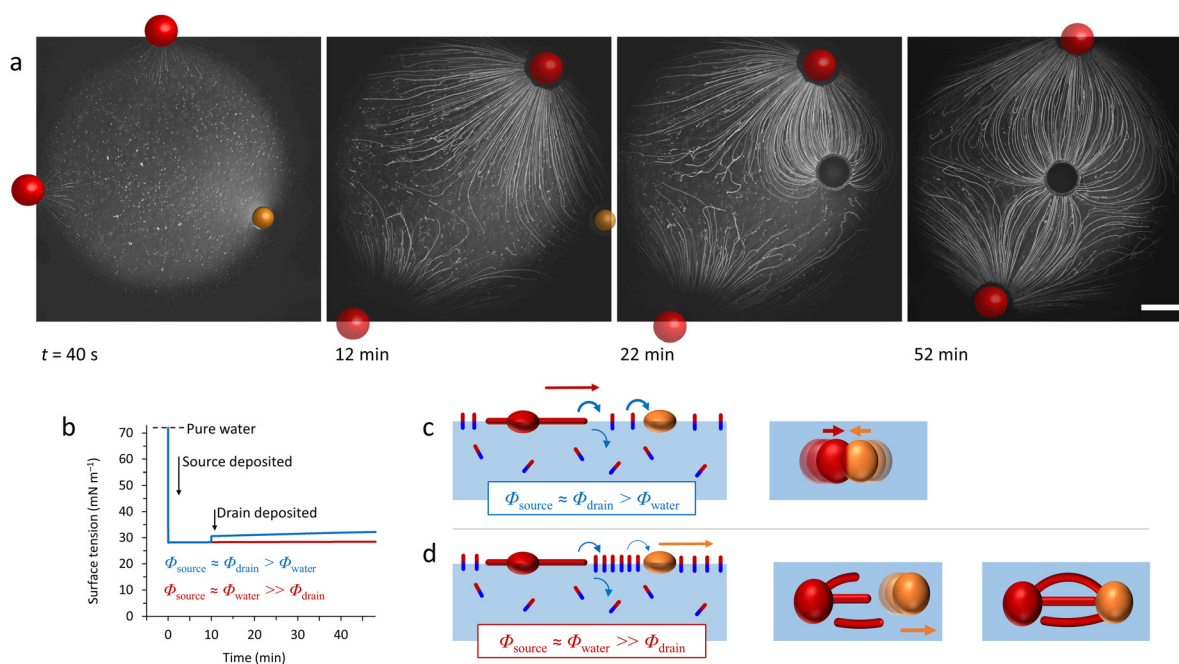 a
t = 40 s
12 min
22 min
52 min
b
Surface tension (mN m⁻¹)
70
60
50
40
30
20
10
0
Pure water
Source deposited
Drain deposited
Φsource ≈ Φdrain > Φwater
Φsource ≈ Φwater >> Φdrain
0
10
20
30
40
Time (min)
c
Φsource ≈ Φdrain > Φwater
d
Φsource ≈ Φwater >> Φdrain